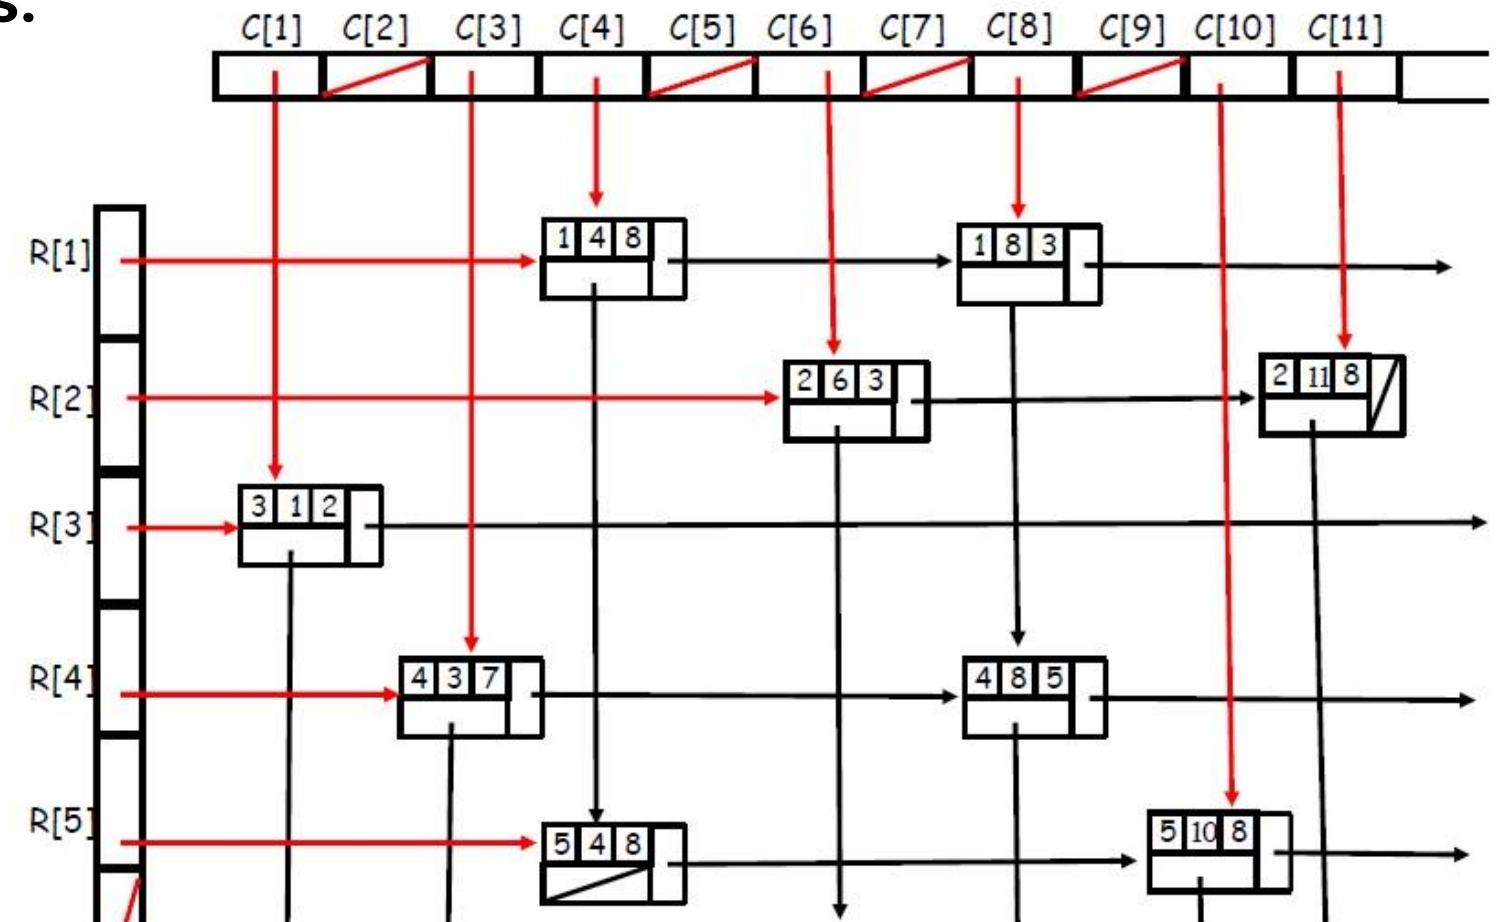 s.
C[1] C[2] C[3] C[4] C[5] C[6] C[7] C[8] C[9] C[10] C[11]
R[1] 1 4 8 1 8 3
R[2] 2 6 3 2 11 8
R[3] 3 1 2
R[4] 4 3 7 4 8 5
R[5] 5 4 8 5 10 8